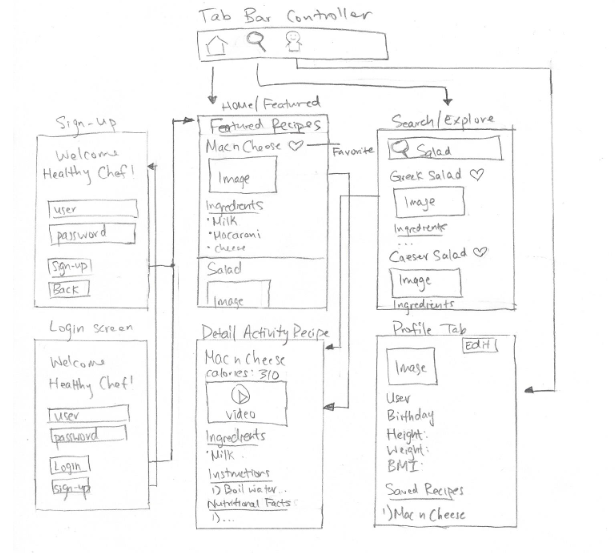 Tab Bar Controller
Home/Featured
Featured Recipes
Mac n Cheese
Favorite
Image
Ingredients
• Milk
• Macaroni
• cheese
Salad
Image
Search/Explore
Salad
Greek Salad
Image
Ingredients
...
Caeser Salad
Image
Ingredients
Sign-Up
Welcome
Healthy Chef!
user
password
Sign-up
Back
Login screen
Welcome
Healthy Chef!
user
password
Login
Sign-up
Detail Activity Recipe
Mac n Cheese
calories: 310
video
Ingredients
• Milk..
Instructions
1) Boil water...
Nutritional Facts
1)...
Profile Tab
Edit
Image
User
Birthday
Height:
Weight:
BMI:
Saved Recipes
1) Mac n Cheese